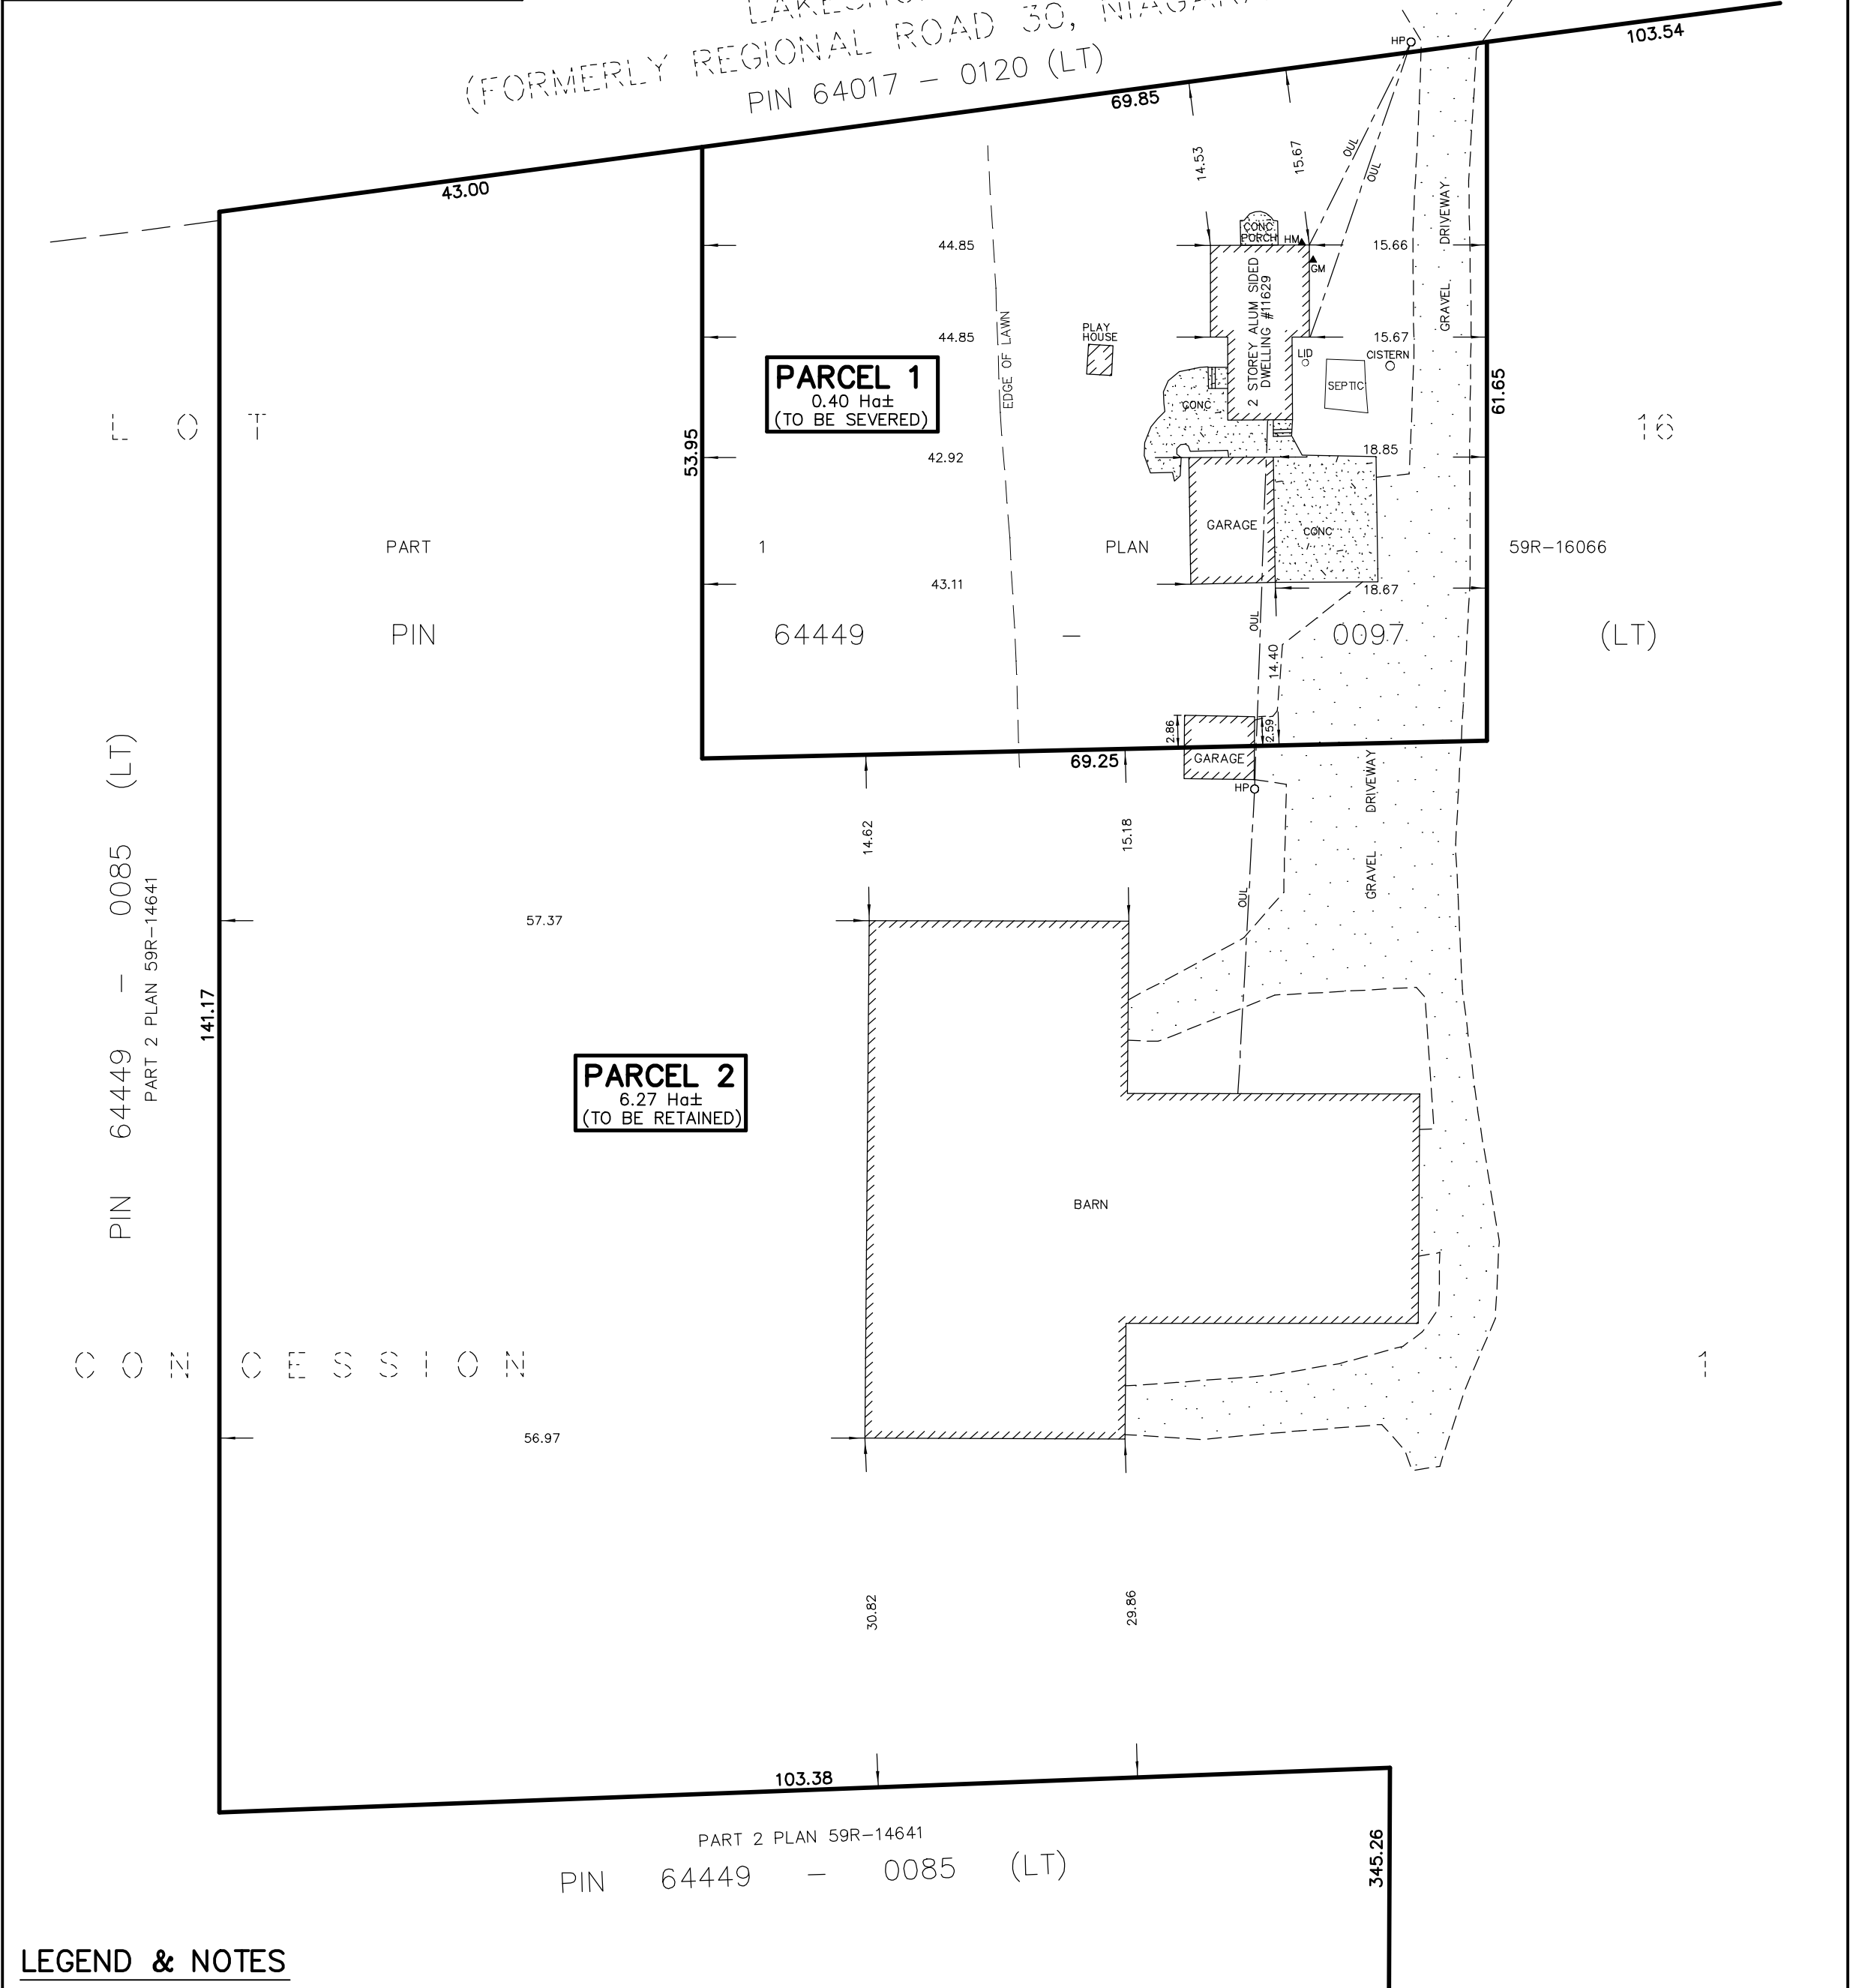 (FORMERLY REGIONAL ROAD 30,
PIN 64017 - 0120 (LT)
103.54
HP
69.85
43.00
14.53
15.67
OUL
OUL
GRAVEL DRIVEWAY
CONC
PORCH
HM
GM
44.85
15.66
2 STOREY ALUM SIDED
DWELLING #11629
EDGE OF LAWN
PLAY
HOUSE
44.85
15.67
LID
CISTERN
SEPTIC
PARCEL 1
0.40 Ha±
(TO BE SEVERED)
CONC
61.65
LOT
16
53.95
42.92
18.85
GARAGE
CONC
PART
1
PLAN
59R-16066
43.11
18.67
OUL
PIN
64449
-
0097
(LT)
14.40
2.86
2.59
69.25
GARAGE
HP
GRAVEL DRIVEWAY
14.62
15.18
OUL
PIN 64449 - 0085 (LT)
PART 2 PLAN 59R-14641
57.37
141.17
PARCEL 2
6.27 Ha±
(TO BE RETAINED)
BARN
CONCESSION
1
56.97
30.82
29.86
103.38
PART 2 PLAN 59R-14641
PIN 64449 - 0085 (LT)
345.26
LEGEND & NOTES